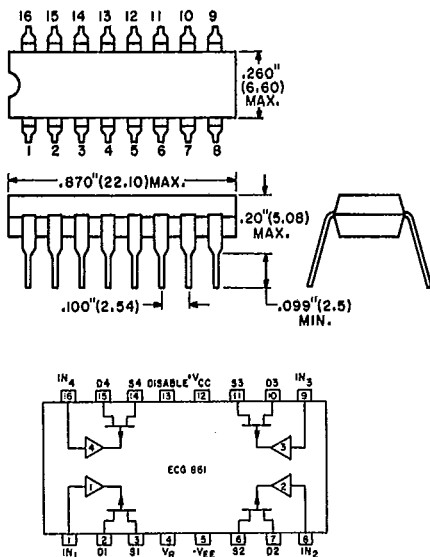 16 15 14 13 12 11 10 9
.260"
(6.60)
MAX.
1 2 3 4 5 6 7 8
.870"(22.10)MAX.
.20"(5.08)
MAX.
.100"(2.54)
.099"(2.5)
MIN.
IN4 D4 S4 DISABLE +VCC S3 D3 IN3
16 15 14 13 12 11 10 9
4 3
ECG 861
1 2
1 2 3 4 5 6 7 8
IN1 D1 S1 VR -VEE S2 D2 IN2